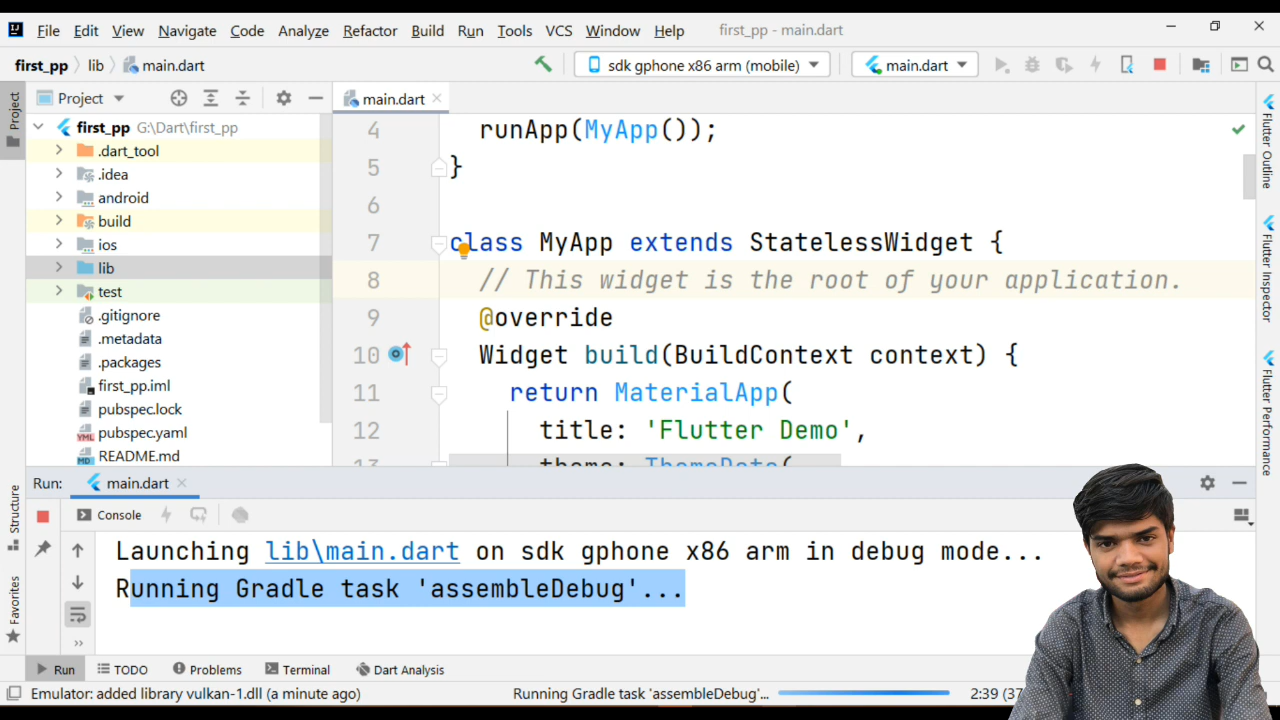 File Edit View Navigate Code Analyze Refactor Build Run Tools VCS Window Help first_pp - main.dart
first_pp lib main.dart sdk gphone x86 arm (mobile) main.dart
Project
Project
main.dart
first_pp G:\Dart\first_pp
.dart_tool
.idea
android
build
ios
lib
test
.gitignore
.metadata
.packages
first_pp.iml
pubspec.lock
pubspec.yaml
README.md
4 runApp(MyApp());
5 }
6
7 class MyApp extends StatelessWidget {
8 // This widget is the root of your application.
9 @override
10 Widget build(BuildContext context) {
11 return MaterialApp(
12 title: 'Flutter Demo',
13 theme: ThemeData(
Flutter Outline
Flutter Inspector
Flutter Performance
Run: main.dart
Console
Launching lib\main.dart on sdk gphone x86 arm in debug mode...
Running Gradle task 'assembleDebug'...
Structure
Favorites
Run TODO Problems Terminal Dart Analysis
Emulator: added library vulkan-1.dll (a minute ago) Running Gradle task 'assembleDebug'... 2:39 (37